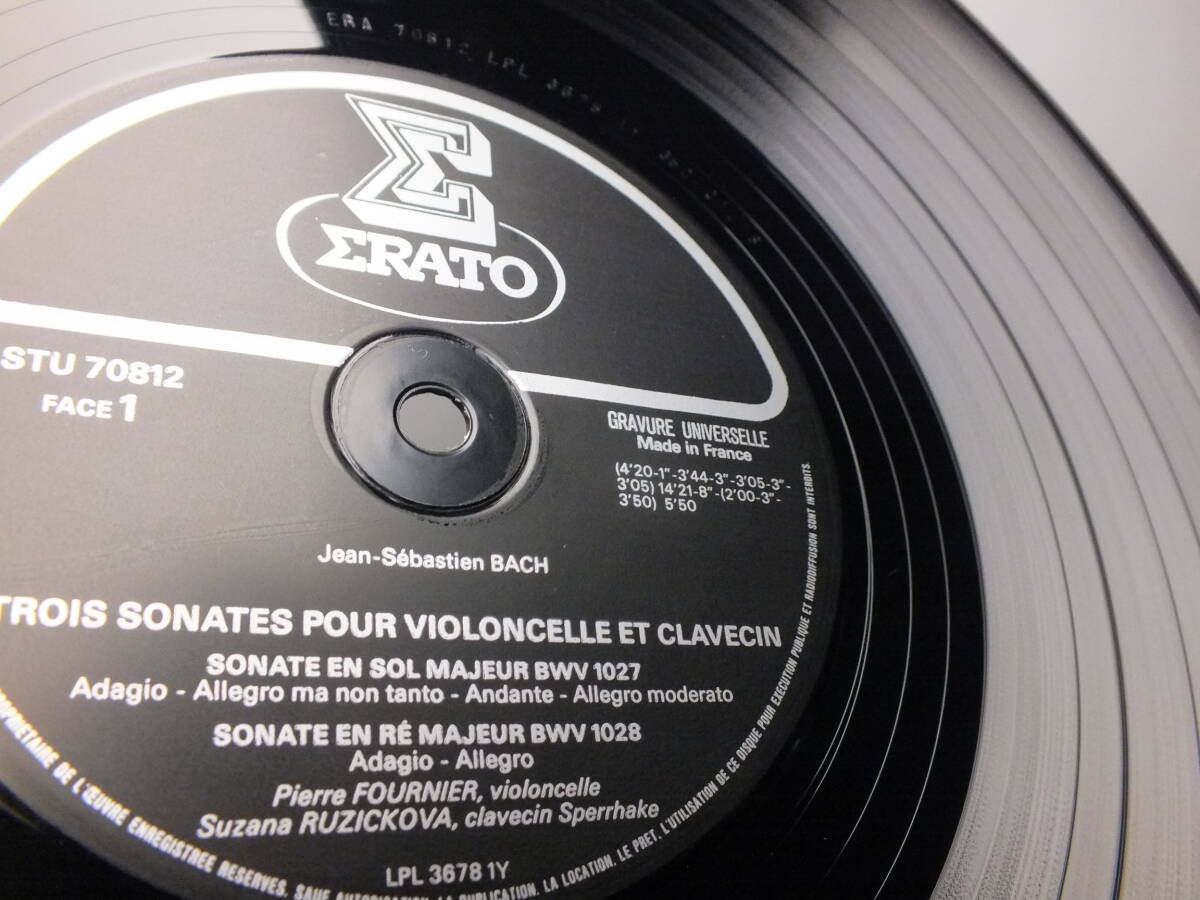 ERA 70812 LPL 3678
ΣRATO
STU 70812
FACE 1
GRAVURE UNIVERSELLE
Made in France
(4'20-1"-3'44-3"-3'05-3"-
3'05) 14'21-8"-(2'00-3"-
3'50) 5'50
Jean-Sébastien BACH
TROIS SONATES POUR VIOLONCELLE ET CLAVECIN
SONATE EN SOL MAJEUR BWV 1027
Adagio - Allegro ma non tanto - Andante - Allegro moderato
SONATE EN RÉ MAJEUR BWV 1028
Adagio - Allegro
Pierre FOURNIER, violoncelle
Suzana RUZICKOVA, clavecin Sperrhake
LPL 3678 1Y
PROPRIETAIRE DE L'ŒUVRE ENREGISTREE RESERVES. SAUF AUTORISATION, LA DUPLICATION, LA LOCATION, LE PRET, L'UTILISATION DE CE DISQUE POUR EXECUTION PUBLIQUE ET RADIODIFFUSION SONT INTERDITS.